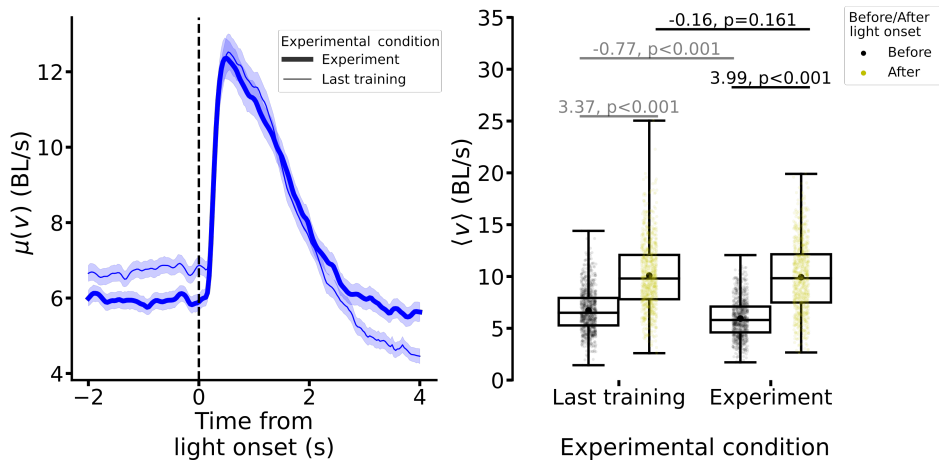 12
10
8
6
4
μ(v) (BL/s)
−2
0
2
4
Time from
light onset (s)
Experimental condition
Experiment
Last training
35
30
25
20
15
10
5
0
⟨v⟩ (BL/s)
-0.16, p=0.161
-0.77, p<0.001
3.99, p<0.001
3.37, p<0.001
Before/After
light onset
Before
After
Last training
Experiment
Experimental condition